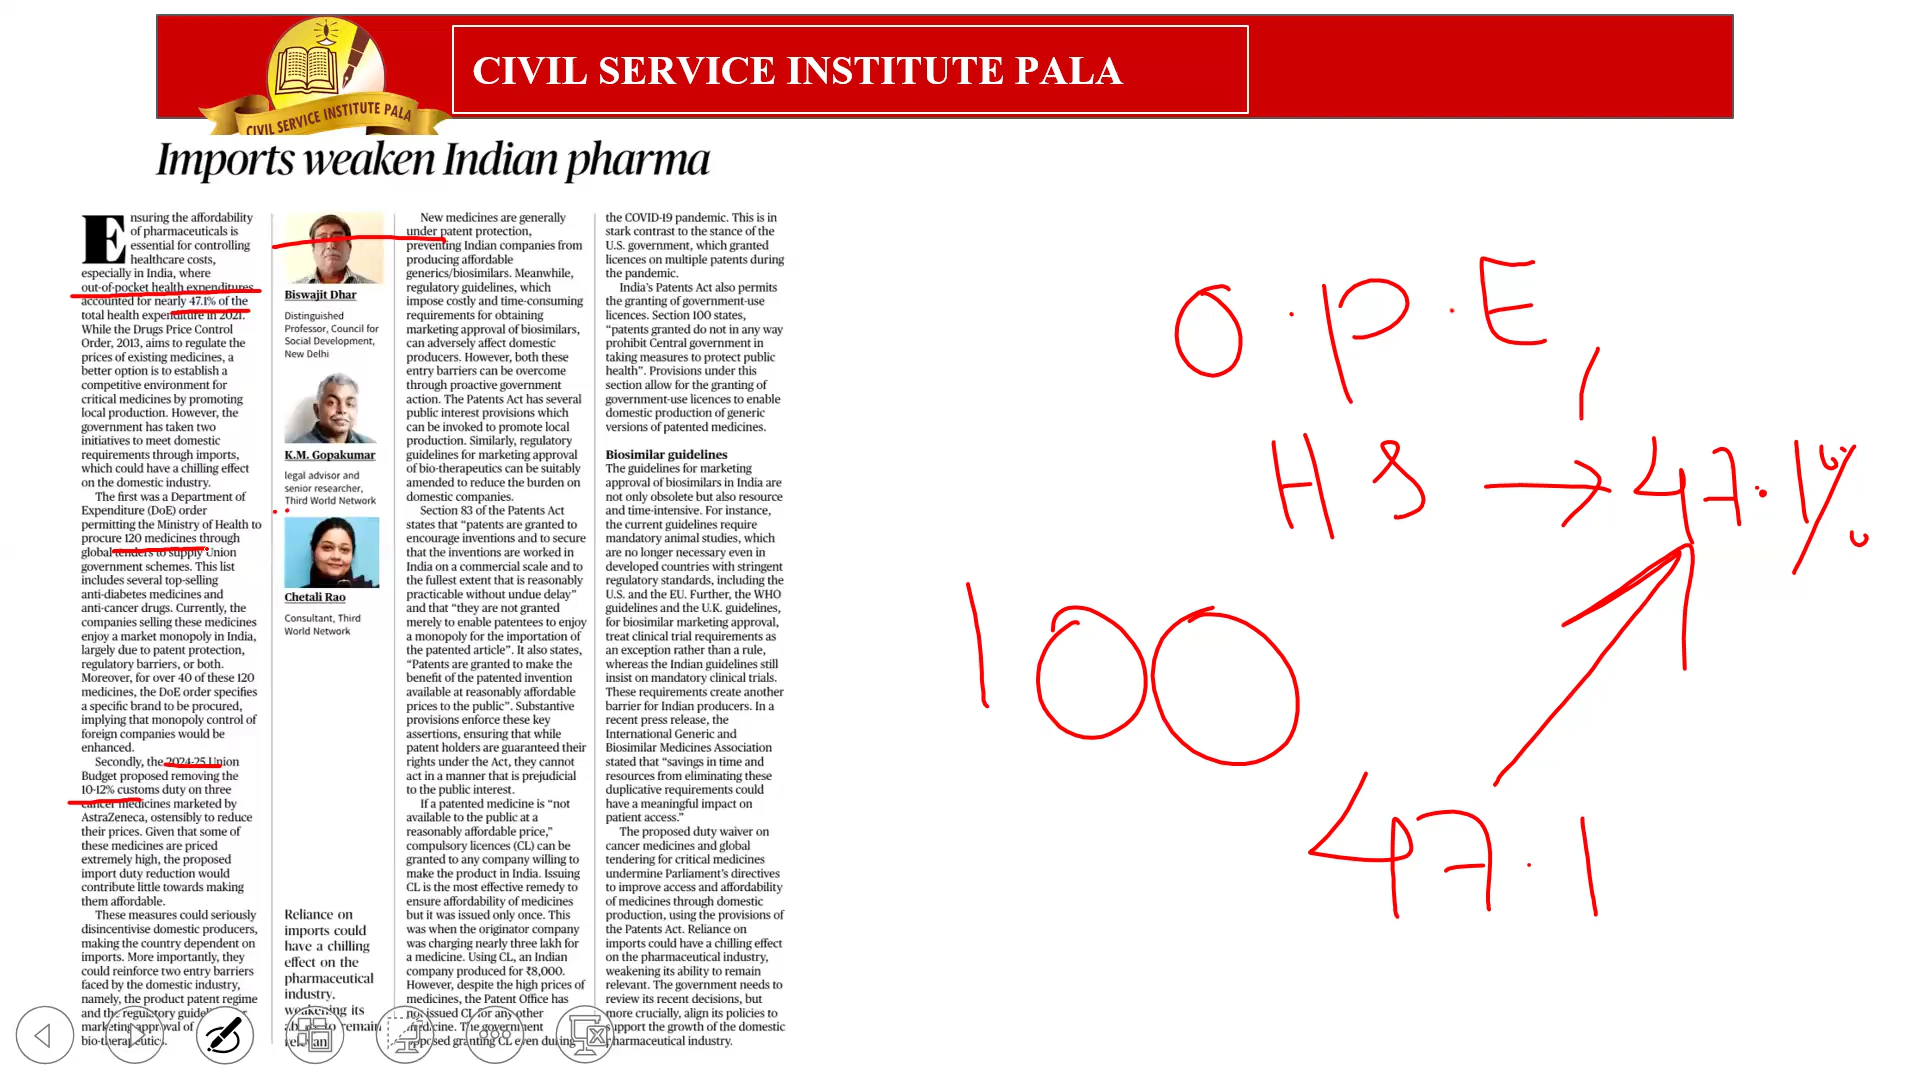 CIVIL SERVICE INSTITUTE PALA
CIVIL SERVICE INSTITUTE PALA
Imports weaken Indian pharma
Ensuring the affordability
of pharmaceuticals is
essential for controlling
healthcare costs,
especially in India, where
out-of-pocket health expenditures
accounted for nearly 47.1% of the
total health expenditure in 2021.
While the Drugs Price Control
Order, 2013, aims to regulate the
prices of existing medicines, a
better option is to establish a
competitive environment for
critical medicines by promoting
local production. However, the
government has taken two
initiatives to meet domestic
requirements through imports,
which could have a chilling effect
on the domestic industry.
The first was a Department of
Expenditure (DoE) order
permitting the Ministry of Health to
procure 120 medicines through
global tenders to supply Union
government schemes. This list
includes several top-selling
anti-diabetes medicines and
anti-cancer drugs. Currently, the
companies selling these medicines
enjoy a market monopoly in India,
largely due to patent protection,
regulatory barriers, or both.
Moreover, for over 40 of these 120
medicines, the DoE order specifies
a specific brand to be procured,
implying that monopoly control of
foreign companies would be
enhanced.
Secondly, the 2024-25 Union
Budget proposed removing the
10-12% customs duty on three
cancer medicines marketed by
AstraZeneca, ostensibly to reduce
their prices. Given that some of
these medicines are priced
extremely high, the proposed
import duty reduction would
contribute little towards making
them affordable.
These measures could seriously
disincentivise domestic producers,
making the country dependent on
imports. More importantly, they
could reinforce two entry barriers
faced by the domestic industry,
namely, the product patent regime
and the regulatory
marketing approval of
bio-therapeutics.
Biswajit Dhar
Distinguished
Professor, Council for
Social Development,
New Delhi
K.M. Gopakumar
legal advisor and
senior researcher,
Third World Network
Chetali Rao
Consultant, Third
World Network
Reliance on
imports could
have a chilling
effect on the
pharmaceutical
industry,
weakening its
to remain
New medicines are generally
under patent protection,
preventing Indian companies from
producing affordable
generics/biosimilars. Meanwhile,
regulatory guidelines, which
impose costly and time-consuming
requirements for obtaining
marketing approval of biosimilars,
can adversely affect domestic
producers. However, both these
entry barriers can be overcome
through proactive government
action. The Patents Act has several
public interest provisions which
can be invoked to promote local
production. Similarly, regulatory
guidelines for marketing approval
of bio-therapeutics can be suitably
amended to reduce the burden on
domestic companies.
Section 83 of the Patents Act
states that “patents are granted to
encourage inventions and to secure
that the inventions are worked in
India on a commercial scale and to
the fullest extent that is reasonably
practicable without undue delay”
and that “they are not granted
merely to enable patentees to enjoy
a monopoly for the importation of
the patented article”. It also states,
“Patents are granted to make the
benefit of the patented invention
available at reasonably affordable
prices to the public”. Substantive
provisions enforce these key
assertions, ensuring that while
patent holders are guaranteed their
rights under the Act, they cannot
act in a manner that is prejudicial
to the public interest.
If a patented medicine is “not
available to the public at a
reasonably affordable price,”
compulsory licences (CL) can be
granted to any company willing to
make the product in India. Issuing
CL is the most effective remedy to
ensure affordability of medicines
but it was issued only once. This
was when the originator company
was charging nearly three lakh for
a medicine. Using CL, an Indian
company produced for ₹8,000.
However, despite the high prices of
medicines, the Patent Office has
not issued CL for any other
medicine. The government
opposed granting CL even during
the COVID-19 pandemic. This is in
stark contrast to the stance of the
U.S. government, which granted
licences on multiple patents during
the pandemic.
India's Patents Act also permits
the granting of government-use
licences. Section 100 states,
“patents granted do not in any way
prohibit Central government in
taking measures to protect public
health”. Provisions under this
section allow for the granting of
government-use licences to enable
domestic production of generic
versions of patented medicines.
Biosimilar guidelines
The guidelines for marketing
approval of biosimilars in India are
not only obsolete but also resource
and time-intensive. For instance,
the current guidelines require
mandatory animal studies, which
are no longer necessary even in
developed countries with stringent
regulatory standards, including the
U.S. and the EU. Further, the WHO
guidelines and the U.K. guidelines,
for biosimilar marketing approval,
treat clinical trial requirements as
an exception rather than a rule,
whereas the Indian guidelines still
insist on mandatory clinical trials.
These requirements create another
barrier for Indian producers. In a
recent press release, the
International Generic and
Biosimilar Medicines Association
stated that “savings in time and
resources from eliminating these
duplicative requirements could
have a meaningful impact on
patient access.”
The proposed duty waiver on
cancer medicines and global
tendering for critical medicines
undermine Parliament's directives
to improve access and affordability
of medicines through domestic
production, using the provisions of
the Patents Act. Reliance on
imports could have a chilling effect
on the pharmaceutical industry,
weakening its ability to remain
relevant. The government needs to
review its recent decisions, but
more crucially, align its policies to
support the growth of the domestic
pharmaceutical industry.
O.P.E,
H S → 47.1%
100
47.1